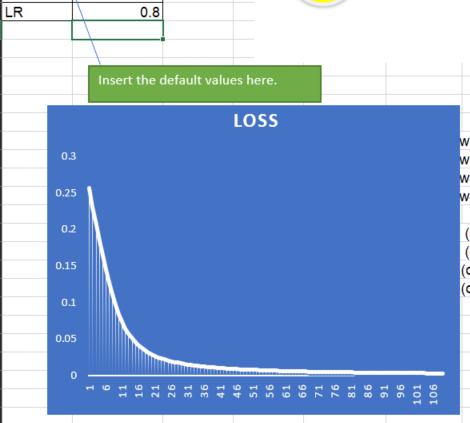 LR 0.8
Insert the default values here.
LOSS
w
w
w
w
0.3
0.25
(
0.2
(
0.15
0.1
0.05
0
1 6 11 16 21 26 31 36 41 46 51 56 61 66 71 76 81 86 91 96 101 106